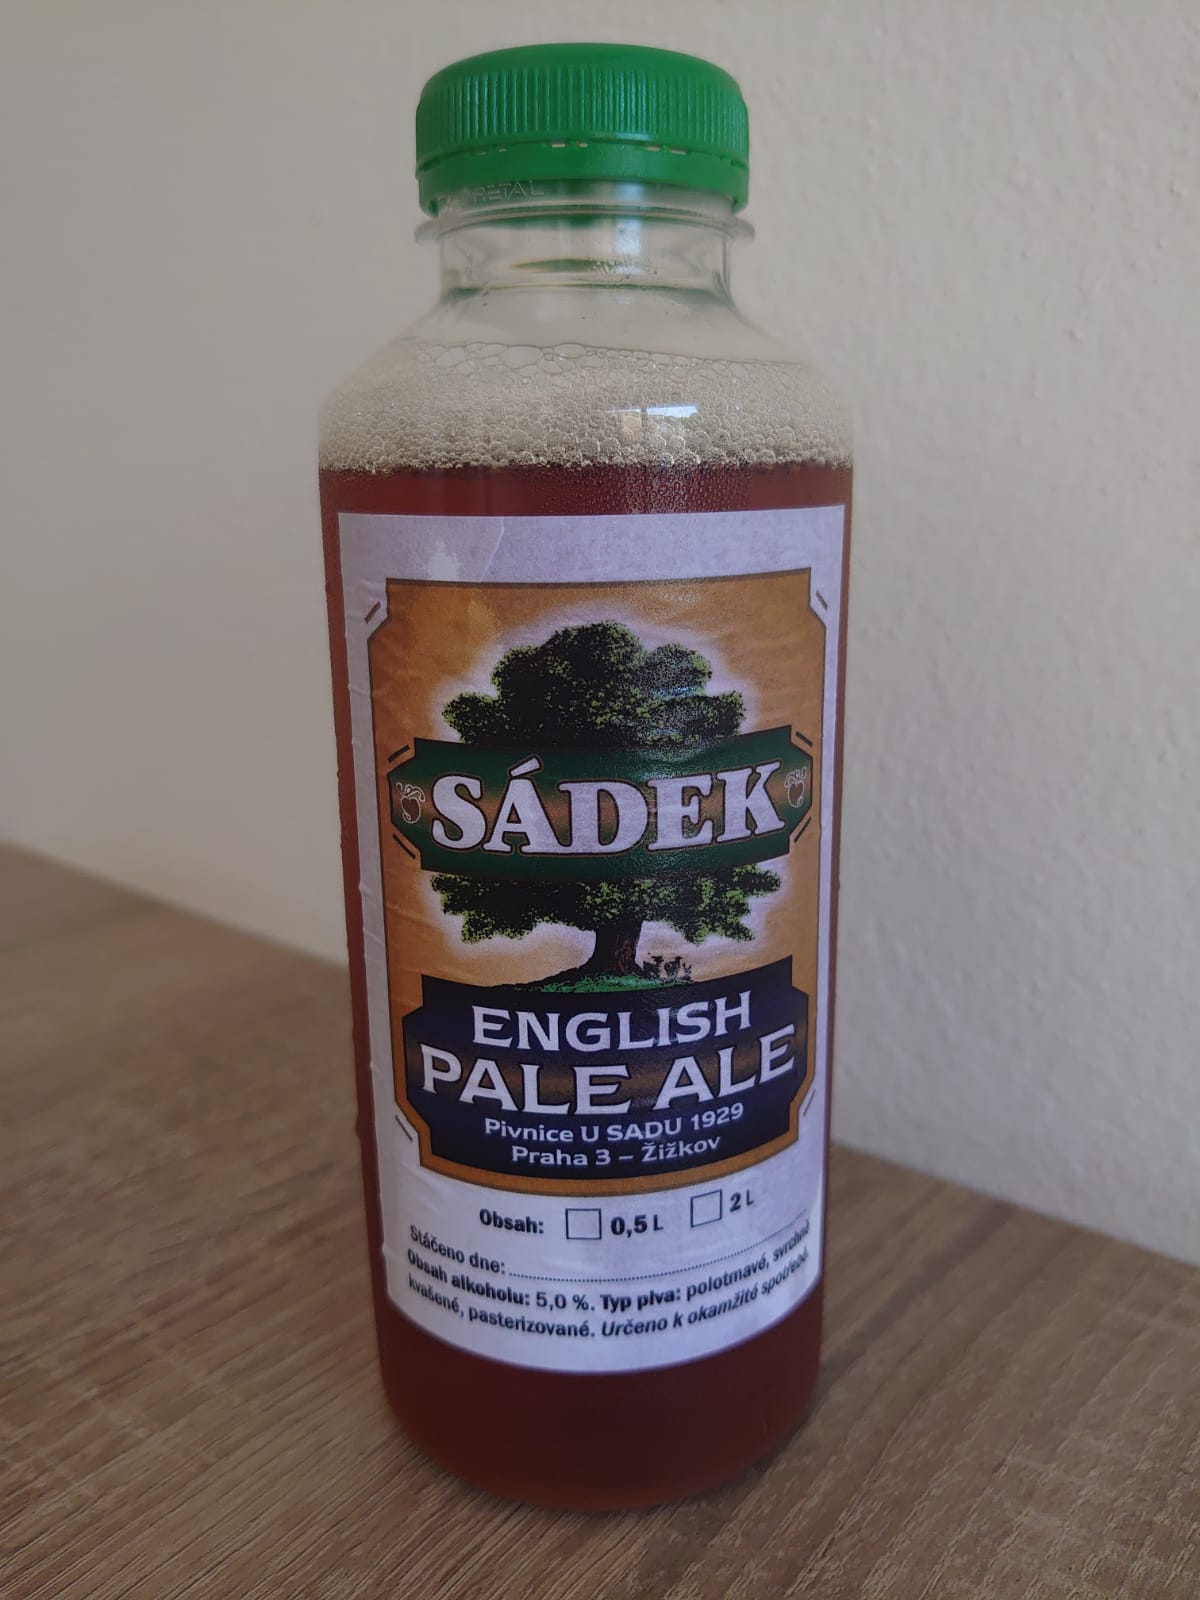 RETAL
SÁDEK
ENGLISH
PALE ALE
Pivnice U SADU 1929
Praha 3 – Žižkov
Obsah: 0,5 L 2 L
Stáčeno dne:
Obsah alkoholu: 5,0 %. Typ piva: polotmavé, svrchně
kvašené, pasterizované. Určeno k okamžité spotřebě.